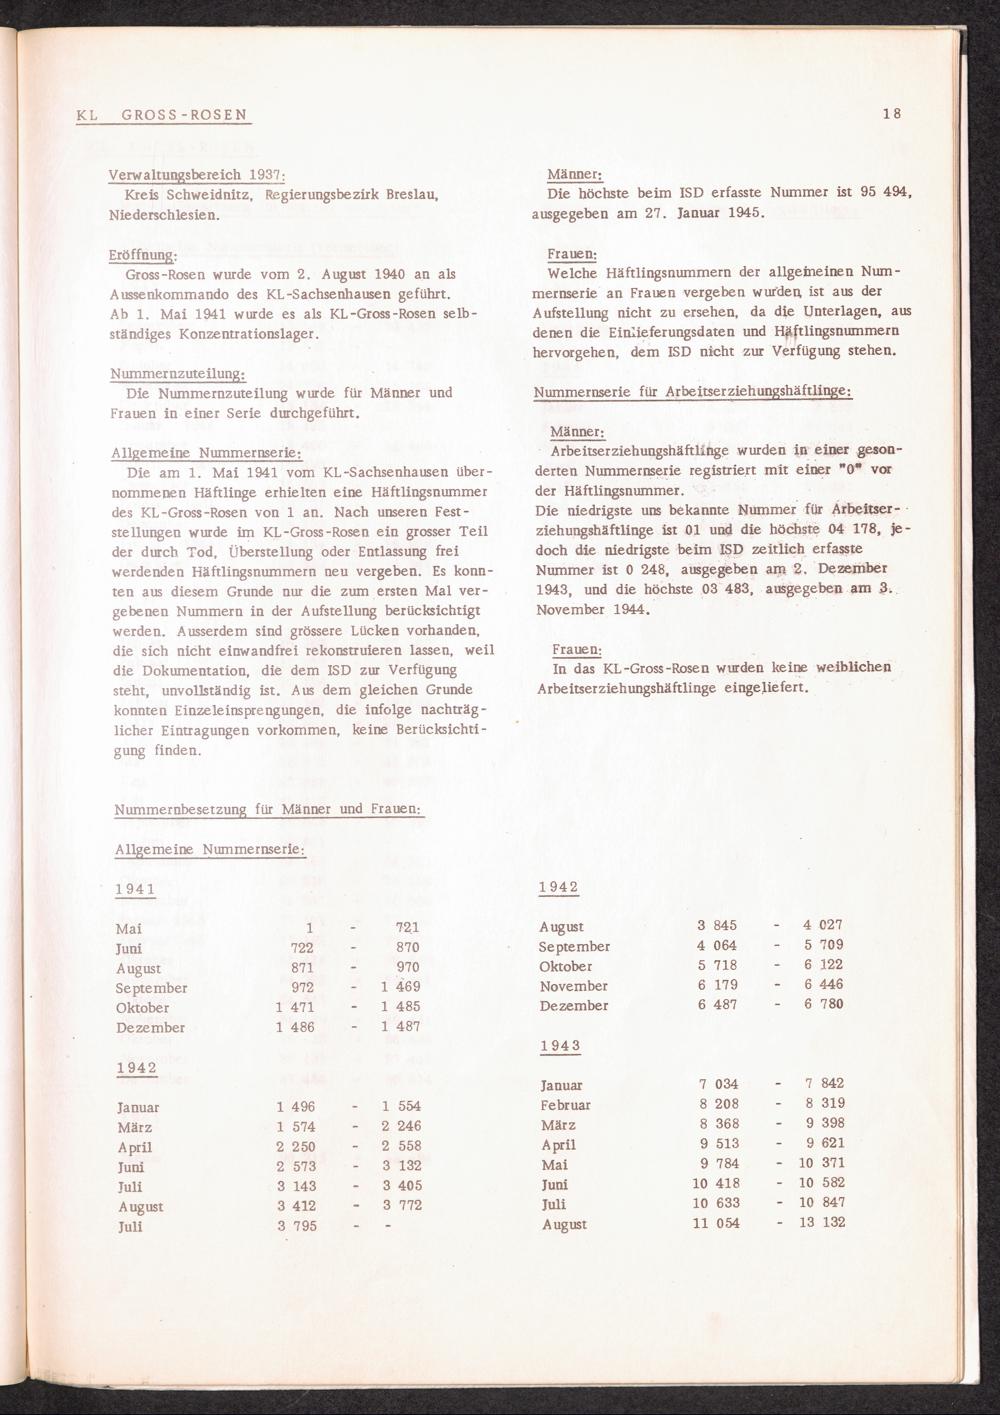 KL GROSS-ROSEN
18
Verwaltungsbereich 1937:
Kreis Schweidnitz, Regierungsbezirk Breslau,
Niederschlesien.
Eröffnung:
Gross-Rosen wurde vom 2. August 1940 an als
Aussenkommando des KL-Sachsenhausen geführt.
Ab 1. Mai 1941 wurde es als KL-Gross-Rosen selb-
ständiges Konzentrationslager.
Nummernzuteilung:
Die Nummernzuteilung wurde für Männer und
Frauen in einer Serie durchgeführt.
Allgemeine Nummernserie:
Die am 1. Mai 1941 vom KL-Sachsenhausen über-
nommenen Häftlinge erhielten eine Häftlingsnummer
des KL-Gross-Rosen von 1 an. Nach unseren Fest-
stellungen wurde im KL-Gross-Rosen ein grosser Teil
der durch Tod, Überstellung oder Entlassung frei
werdenden Häftlingsnummern neu vergeben. Es konn-
ten aus diesem Grunde nur die zum ersten Mal ver-
gebenen Nummern in der Aufstellung berücksichtigt
werden. Ausserdem sind grössere Lücken vorhanden,
die sich nicht einwandfrei rekonstruieren lassen, weil
die Dokumentation, die dem ISD zur Verfügung
steht, unvollständig ist. Aus dem gleichen Grunde
konnten Einzeleinsprengungen, die infolge nachträg-
licher Eintragungen vorkommen, keine Berücksichti-
gung finden.
Männer:
Die höchste beim ISD erfasste Nummer ist 95 494,
ausgegeben am 27. Januar 1945.
Frauen:
Welche Häftlingsnummern der allgemeinen Num-
mernserie an Frauen vergeben wurden, ist aus der
Aufstellung nicht zu ersehen, da die Unterlagen, aus
denen die Einlieferungsdaten und Häftlingsnummern
hervorgehen, dem ISD nicht zur Verfügung stehen.
Nummernserie für Arbeitserziehungshäftlinge:
Männer:
Arbeitserziehungshäftlinge wurden in einer geson-
derten Nummernserie registriert mit einer "0" vor
der Häftlingsnummer.
Die niedrigste uns bekannte Nummer für Arbeitser-
ziehungshäftlinge ist 01 und die höchste 04 178, je-
doch die niedrigste beim ISD zeitlich erfasste
Nummer ist 0 248, ausgegeben am 2. Dezember
1943, und die höchste 03 483, ausgegeben am 3.
November 1944.
Frauen:
In das KL-Gross-Rosen wurden keine weiblichen
Arbeitserziehungshäftlinge eingeliefert.
Nummernbesetzung für Männer und Frauen:
Allgemeine Nummernserie:
1941
Mai 1 - 721
Juni 722 - 870
August 871 - 970
September 972 - 1 469
Oktober 1 471 - 1 485
Dezember 1 486 - 1 487
1942
Januar 1 496 - 1 554
März 1 574 - 2 246
April 2 250 - 2 558
Juni 2 573 - 3 132
Juli 3 143 - 3 405
August 3 412 - 3 772
Juli 3 795 - -
1942
August 3 845 - 4 027
September 4 064 - 5 709
Oktober 5 718 - 6 122
November 6 179 - 6 446
Dezember 6 487 - 6 780
1943
Januar 7 034 - 7 842
Februar 8 208 - 8 319
März 8 368 - 9 398
April 9 513 - 9 621
Mai 9 784 - 10 371
Juni 10 418 - 10 582
Juli 10 633 - 10 847
August 11 054 - 13 132